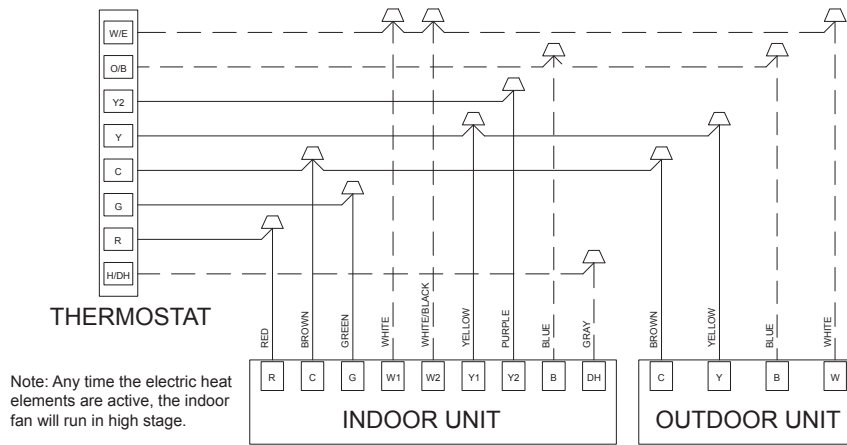 W/E
O/B
Y2
Y
C
G
R
H/DH
THERMOSTAT
RED
BROWN
GREEN
WHITE
WHITE/BLACK
YELLOW
PURPLE
BLUE
GRAY
BROWN
YELLOW
BLUE
WHITE
Note: Any time the electric heat
elements are active, the indoor
fan will run in high stage.
R C G W1 W2 Y1 Y2 B DH
INDOOR UNIT
C Y B W
OUTDOOR UNIT